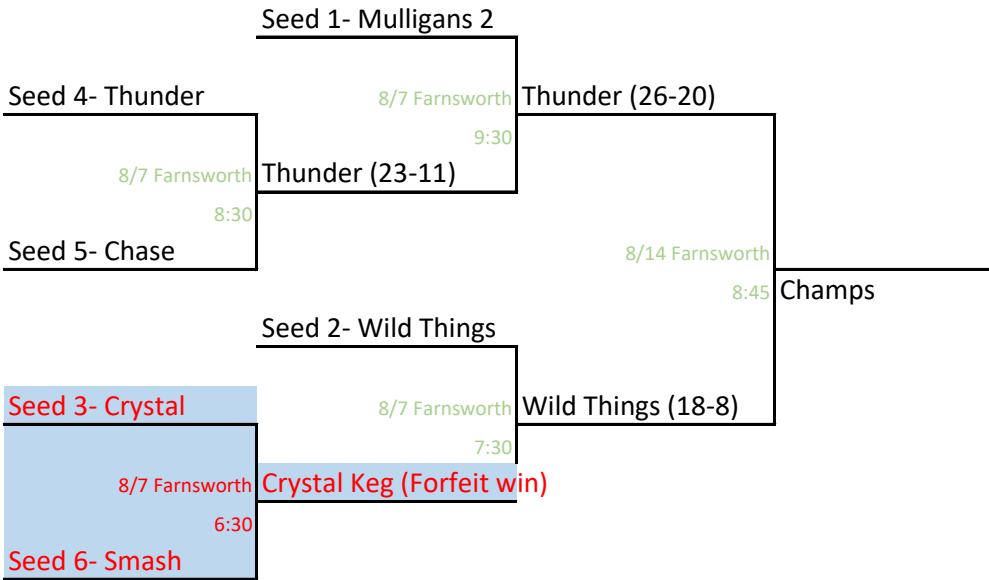 Seed 1- Mulligans 2
Seed 4- Thunder
8/7 Farnsworth
Thunder (26-20)
9:30
8/7 Farnsworth
Thunder (23-11)
8:30
Seed 5- Chase
8/14 Farnsworth
8:45
Champs
Seed 2- Wild Things
Seed 3- Crystal
8/7 Farnsworth
Wild Things (18-8)
7:30
8/7 Farnsworth
Crystal Keg (Forfeit win)
6:30
Seed 6- Smash